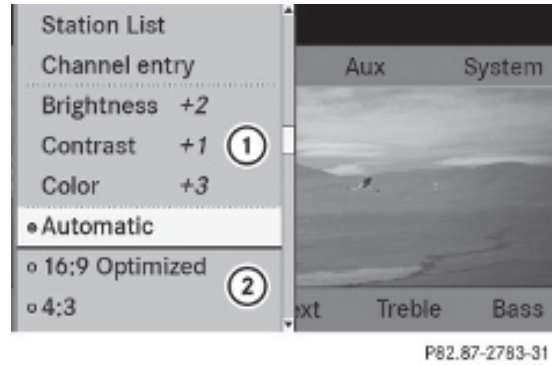 Station List
Channel entry
Aux System
Brightness +2
Contrast +1 1
Color +3
Automatic
16:9 Optimized
2
4:3
Treble Bass
P82.87-2783-31